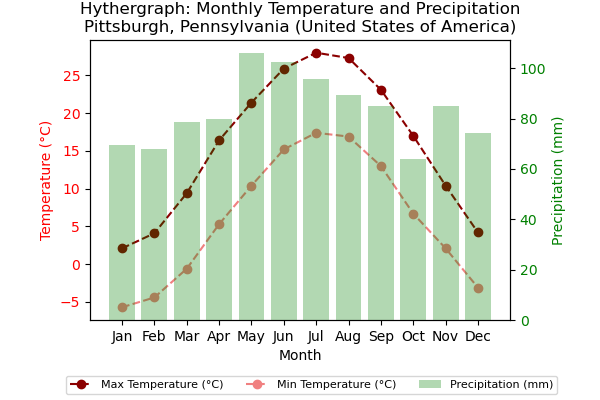 Hythergraph: Monthly Temperature and Precipitation
Pittsburgh, Pennsylvania (United States of America)
25
20
15
10
5
0
−5
Temperature (°C)
100
80
60
40
20
0
Precipitation (mm)
Jan Feb Mar Apr May Jun Jul Aug Sep Oct Nov Dec
Month
Max Temperature (°C) Min Temperature (°C) Precipitation (mm)